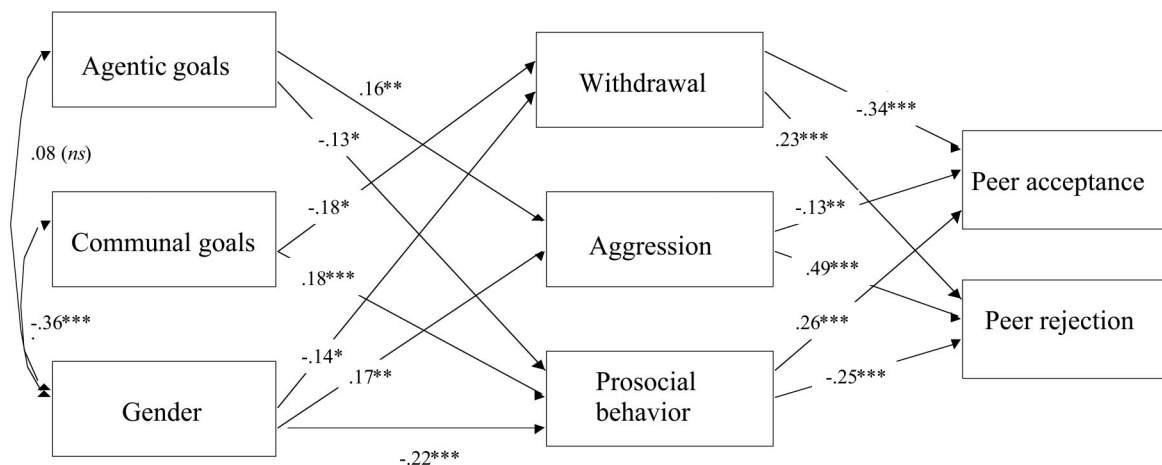 Agentic goals
Withdrawal
.16**
-.34***
-.13*
.23***
.08 (ns)
Peer acceptance
-.18*
-.13**
Communal goals
Aggression
.18***
.49***
-.36***
.26***
Peer rejection
-.14*
.17**
-.25***
Prosocial
behavior
Gender
-.22***